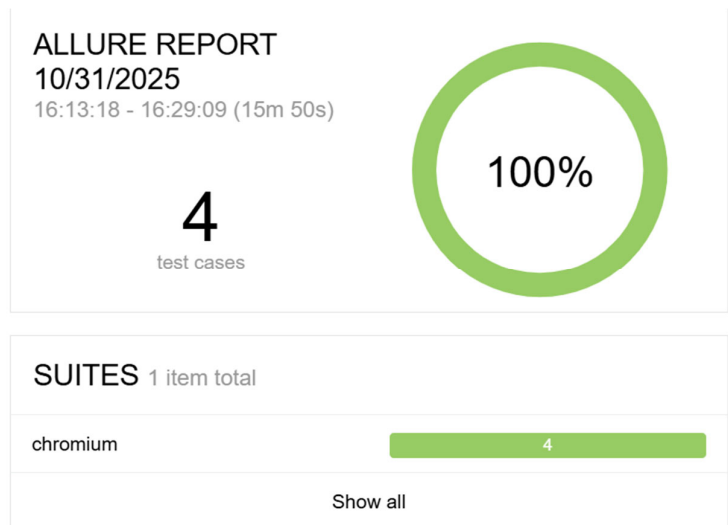 ALLURE REPORT
10/31/2025
16:13:18 - 16:29:09 (15m 50s)
4
test cases
100%
SUITES 1 item total
chromium 4
Show all